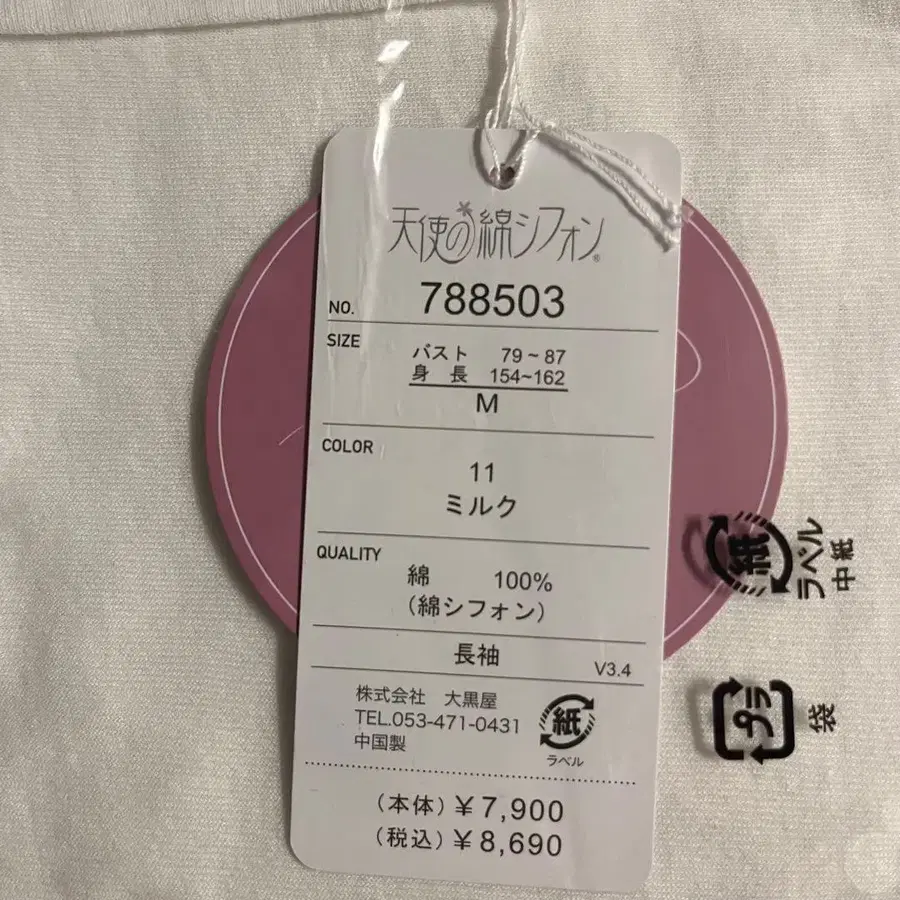 天使の綿シフォン®
NO. 788503
SIZE
バスト 79~87
身長 154~162
M
COLOR
11
ミルク
QUALITY
綿 100%
(綿シフォン)
長袖 V3.4
株式会社 大黒屋
TEL.053-471-0431
中国製
紙
ラベル
(本体)¥7,900
(税込)¥8,690
紙
ラベル
中紙
プラ
袋